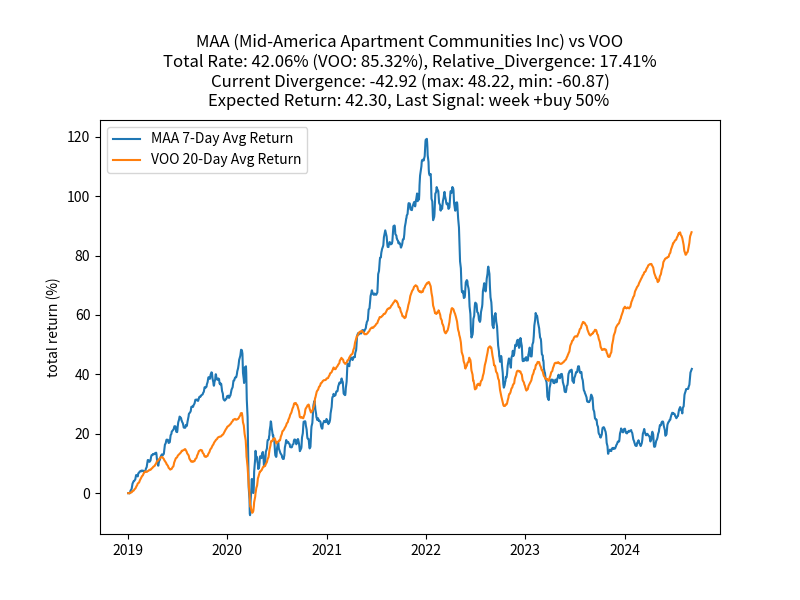 MAA (Mid-America Apartment Communities Inc) vs VOO
Total Rate: 42.06% (VOO: 85.32%), Relative_Divergence: 17.41%
Current Divergence: -42.92 (max: 48.22, min: -60.87)
Expected Return: 42.30, Last Signal: week +buy 50%
MAA 7-Day Avg Return
VOO 20-Day Avg Return
total return (%)
120
100
80
60
40
20
0
2019 2020 2021 2022 2023 2024